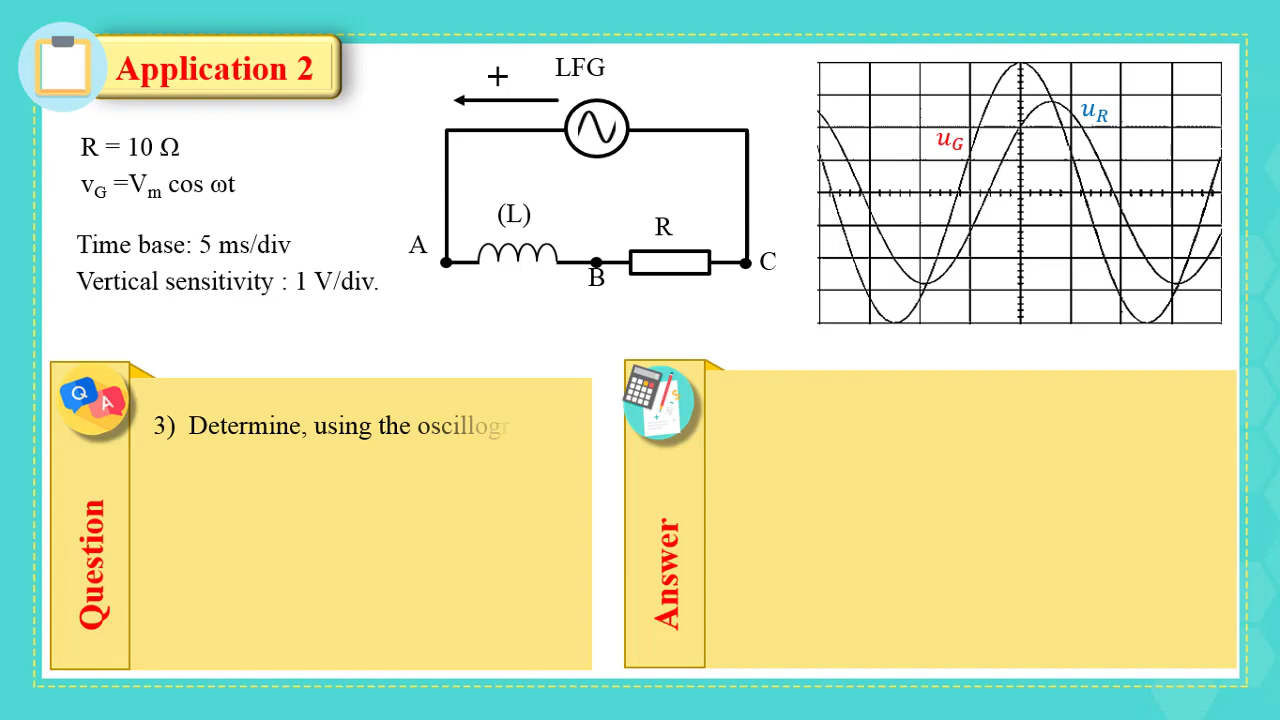 Application 2
R = 10 Ω
vG =Vm cos ωt
Time base: 5 ms/div
Vertical sensitivity : 1 V/div.
+
LFG
(L)
R
A
B
C
uG
uR
Q
A
Question
3) Determine, using the
Answer